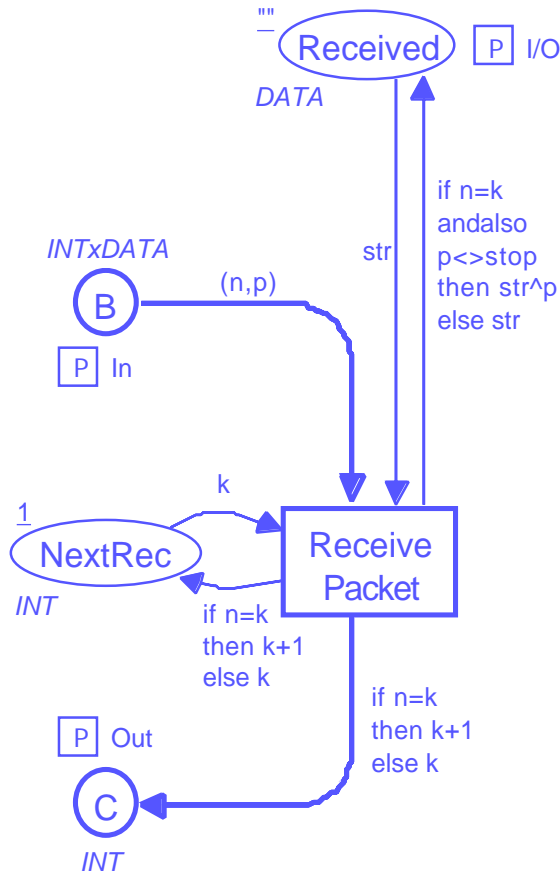 ""
Received
P I/O
DATA
if n=k
andalso
p<>stop
then str^p
else str
str
INTxDATA
B
(n,p)
P In
k
1
NextRec
INT
Receive
Packet
if n=k
then k+1
else k
if n=k
then k+1
else k
P Out
C
INT